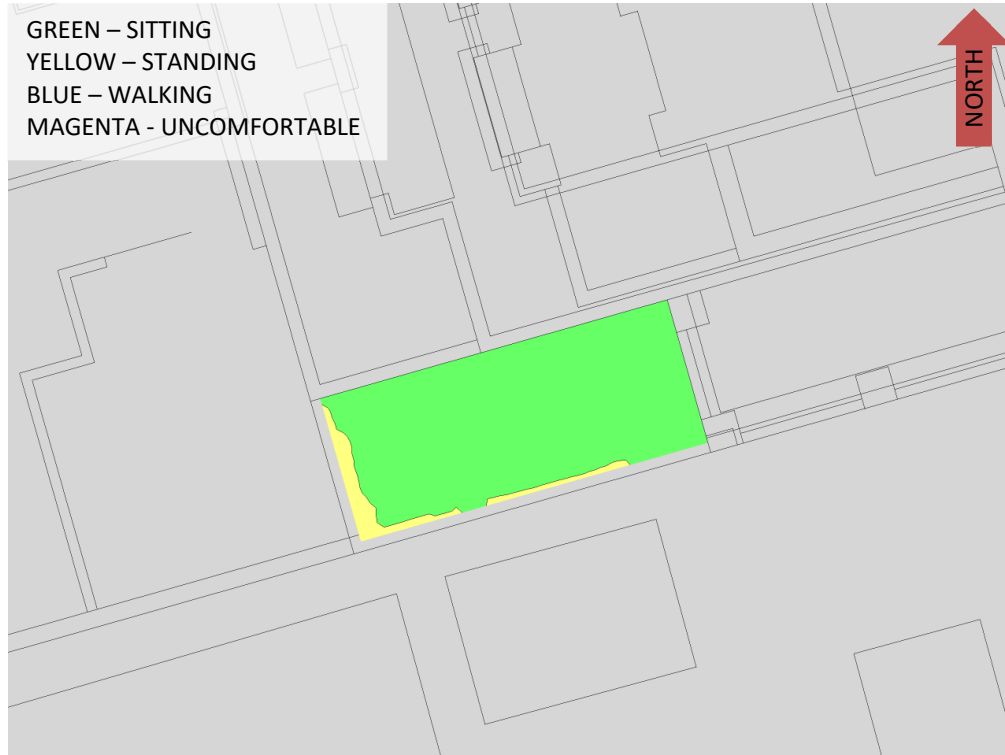 GREEN – SITTING
YELLOW – STANDING
BLUE – WALKING
MAGENTA - UNCOMFORTABLE
NORTH